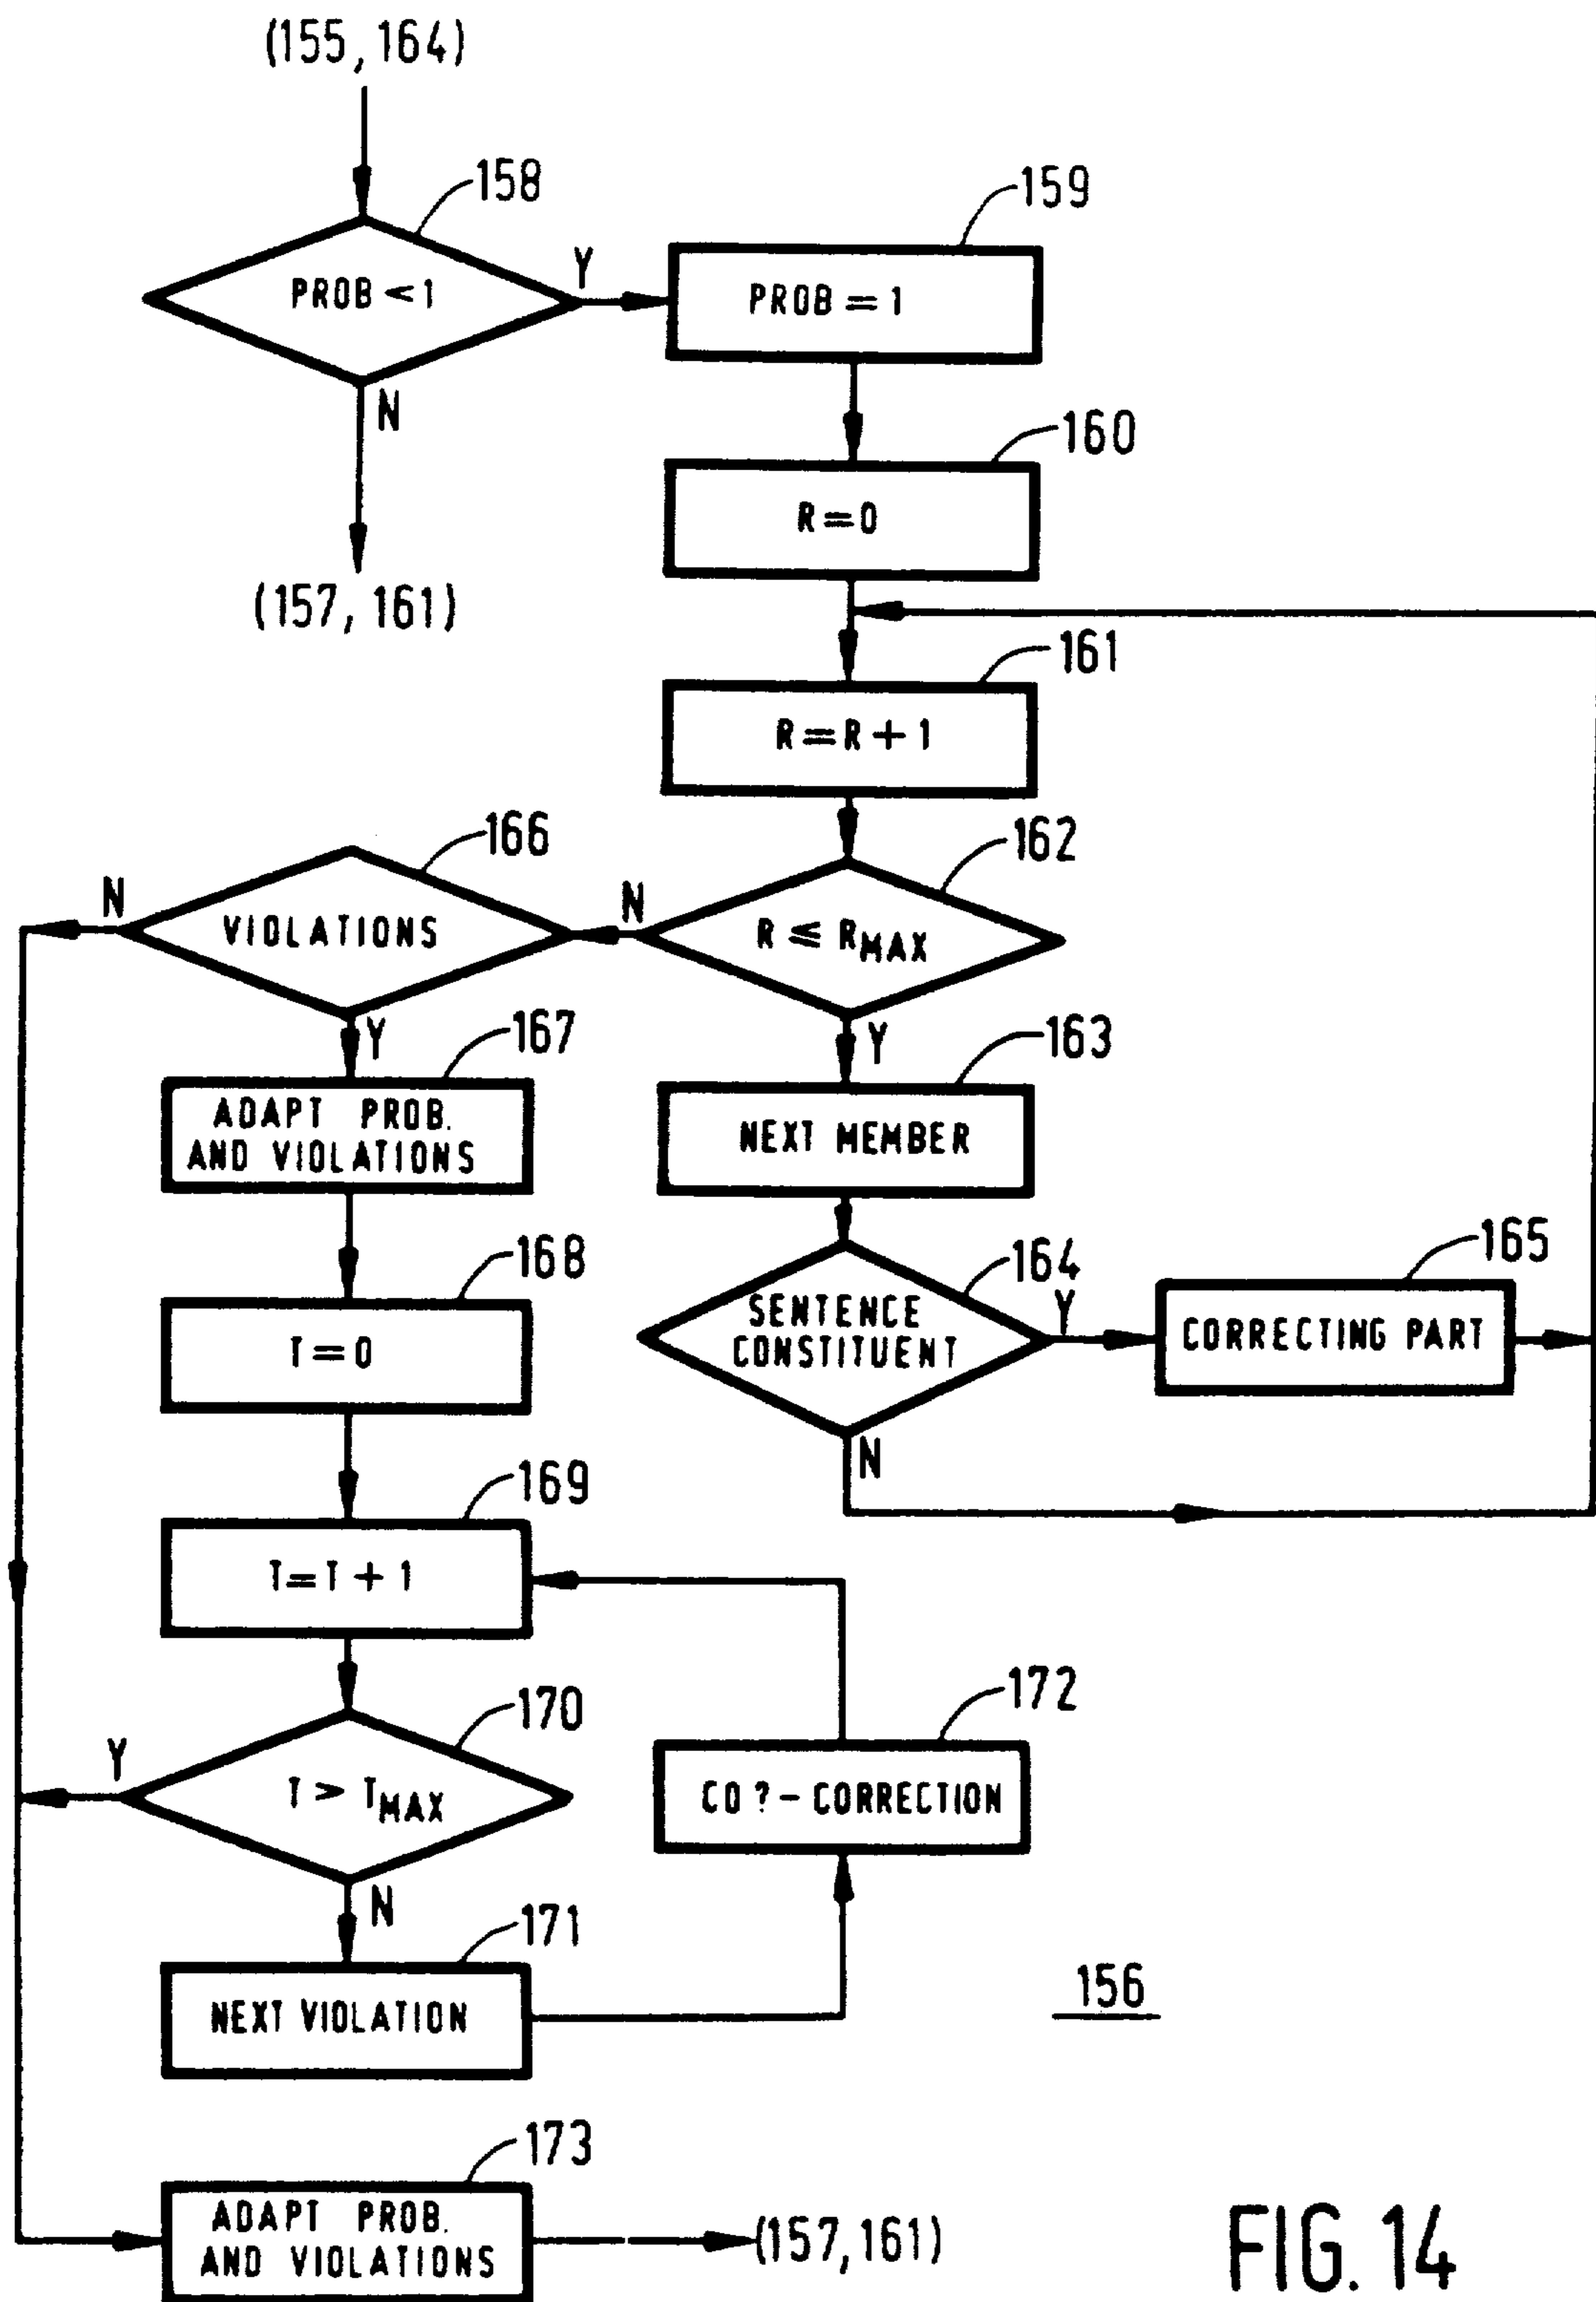 (155, 164)
158
PROB < 1
Y
N
(157, 161)
159
PROB = 1
160
R = 0
161
R = R + 1
162
R ≤ RMAX
N
Y
166
VIOLATIONS
N
Y
167
ADAPT PROB.
AND VIOLATIONS
163
NEXT MEMBER
164
SENTENCE
CONSTITUENT
Y
N
165
CORRECTING PART
168
T = 0
169
T = T + 1
170
T > TMAX
Y
N
172
CO ? - CORRECTION
171
NEXT VIOLATION
156
173
ADAPT PROB.
AND VIOLATIONS
(157, 161)
FIG. 14